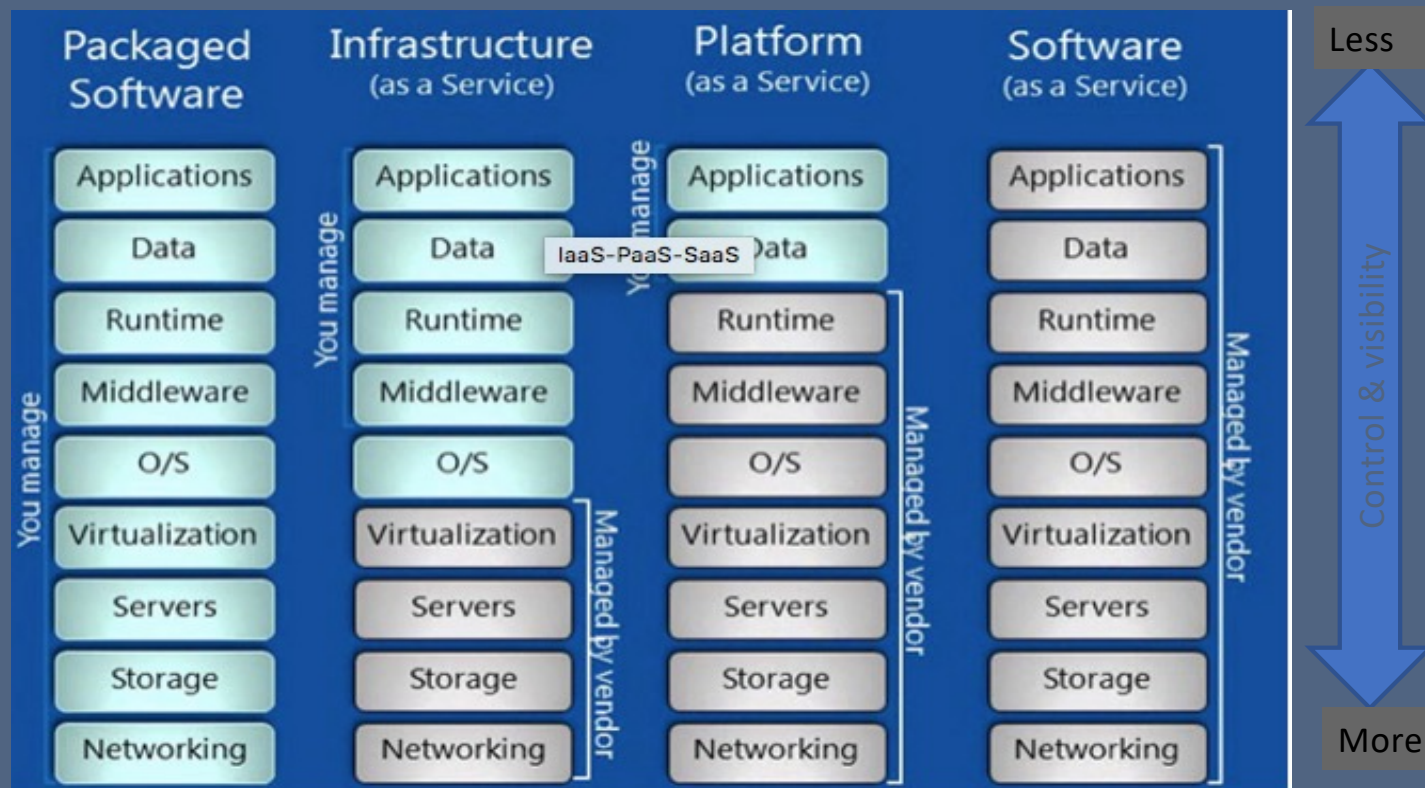 Packaged
Software
You manage
Applications
Data
Runtime
Middleware
O/S
Virtualization
Servers
Storage
Networking
Infrastructure
(as a Service)
You manage
Applications
Data
Runtime
Middleware
O/S
Virtualization
Servers
Storage
Networking
Managed by vendor
IaaS-PaaS-SaaS
Platform
(as a Service)
manage
Applications
Data
Runtime
Middleware
O/S
Virtualization
Servers
Storage
Networking
Managed by vendor
Software
(as a Service)
Applications
Data
Runtime
Middleware
O/S
Virtualization
Servers
Storage
Networking
Managed by vendor
Less
Control & visibility
More